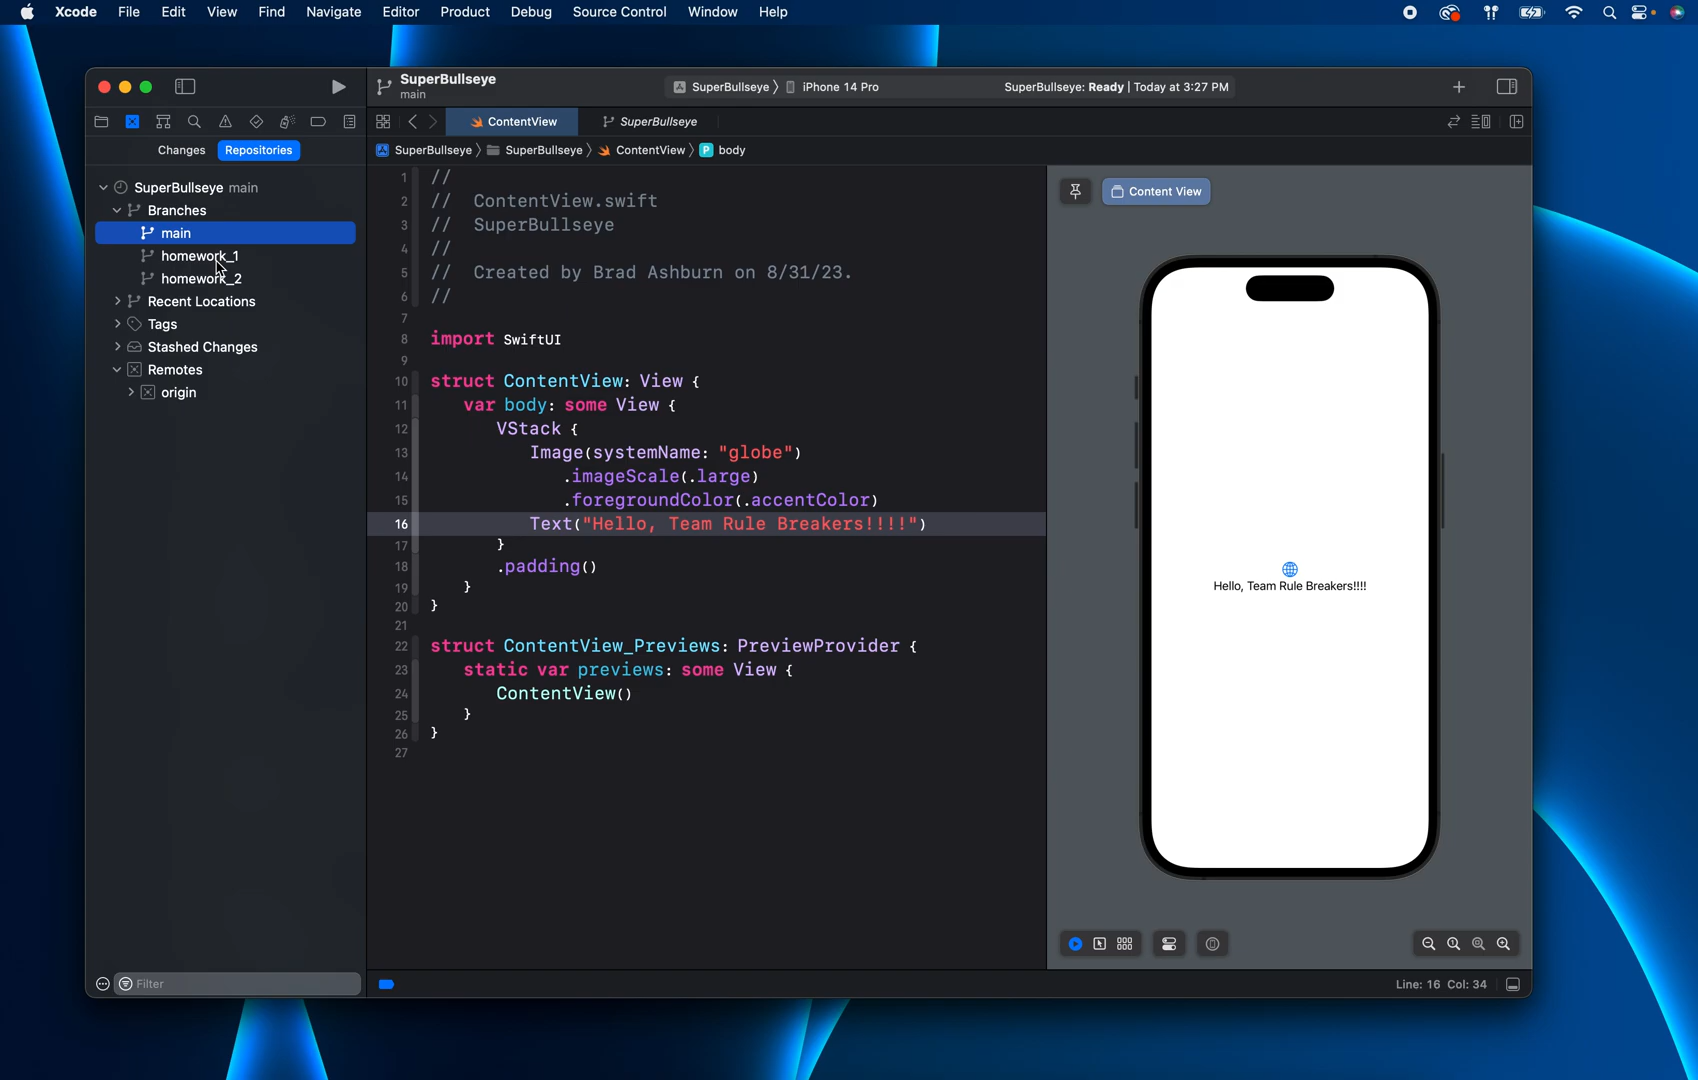 Xcode File Edit View Find Navigate Editor Product Debug Source Control Window Help
SuperBullseye
main
SuperBullseye iPhone 14 Pro
SuperBullseye: Ready | Today at 3:27 PM
ContentView
SuperBullseye
Changes Repositories
SuperBullseye SuperBullseye ContentView P body
SuperBullseye main
Branches
main
homework_1
homework_2
Recent Locations
Tags
Stashed Changes
Remotes
origin
Filter
1 //
2 // ContentView.swift
3 // SuperBullseye
4 //
5 // Created by Brad Ashburn on 8/31/23.
6 //
7
8 import SwiftUI
9
10 struct ContentView: View {
11 var body: some View {
12 VStack {
13 Image(systemName: "globe")
14 .imageScale(.large)
15 .foregroundColor(.accentColor)
16 Text("Hello, Team Rule Breakers!!!!")
17 }
18 .padding()
19 }
20 }
21
22 struct ContentView_Previews: PreviewProvider {
23 static var previews: some View {
24 ContentView()
25 }
26 }
27
Content View
Hello, Team Rule Breakers!!!!
Line: 16 Col: 34